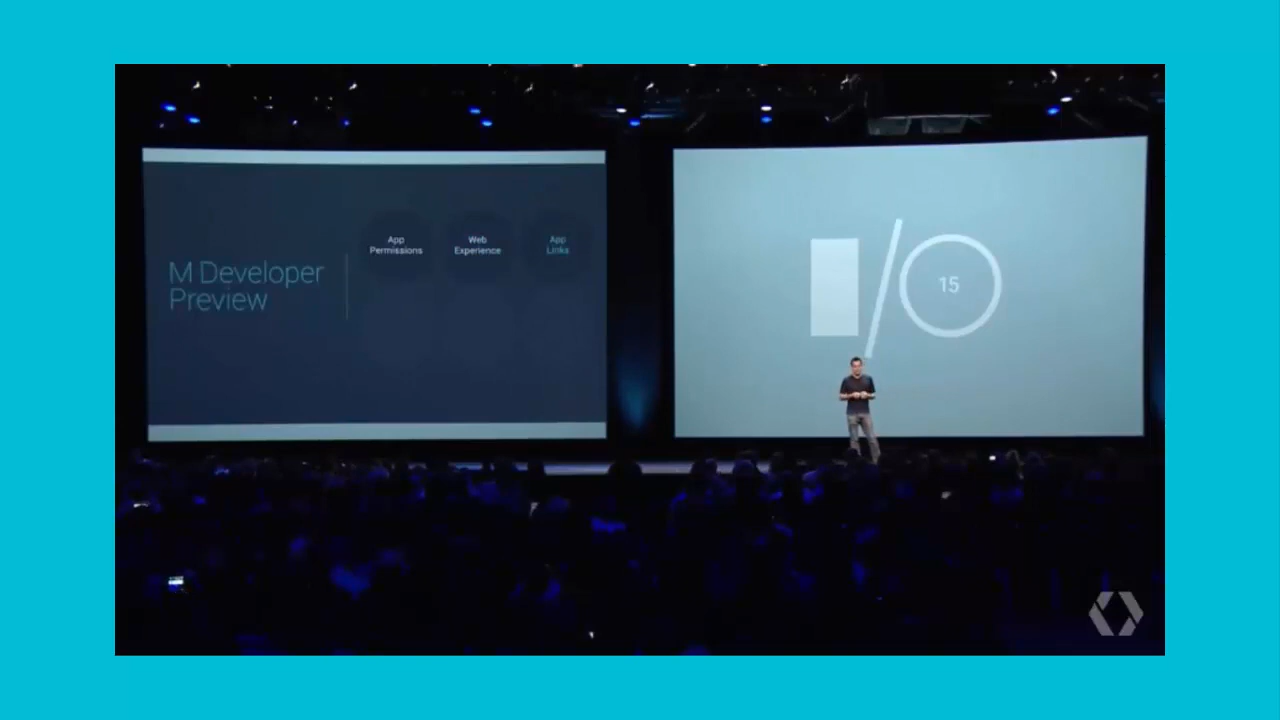 M Developer
Preview
App
Permissions
Web
Experience
App
Links
I/O
15